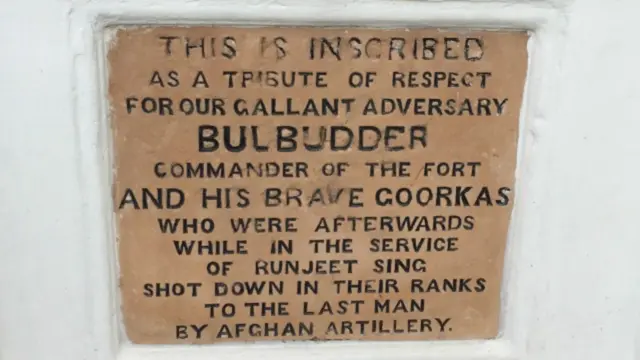 THIS IS INSCRIBED
AS A TRIBUTE OF RESPECT
FOR OUR GALLANT ADVERSARY
BULBUDDER
COMMANDER OF THE FORT
AND HIS BRAVE GOORKAS
WHO WERE AFTERWARDS
WHILE IN THE SERVICE
OF RUNJEET SING
SHOT DOWN IN THEIR RANKS
TO THE LAST MAN
BY AFGHAN ARTILLERY.